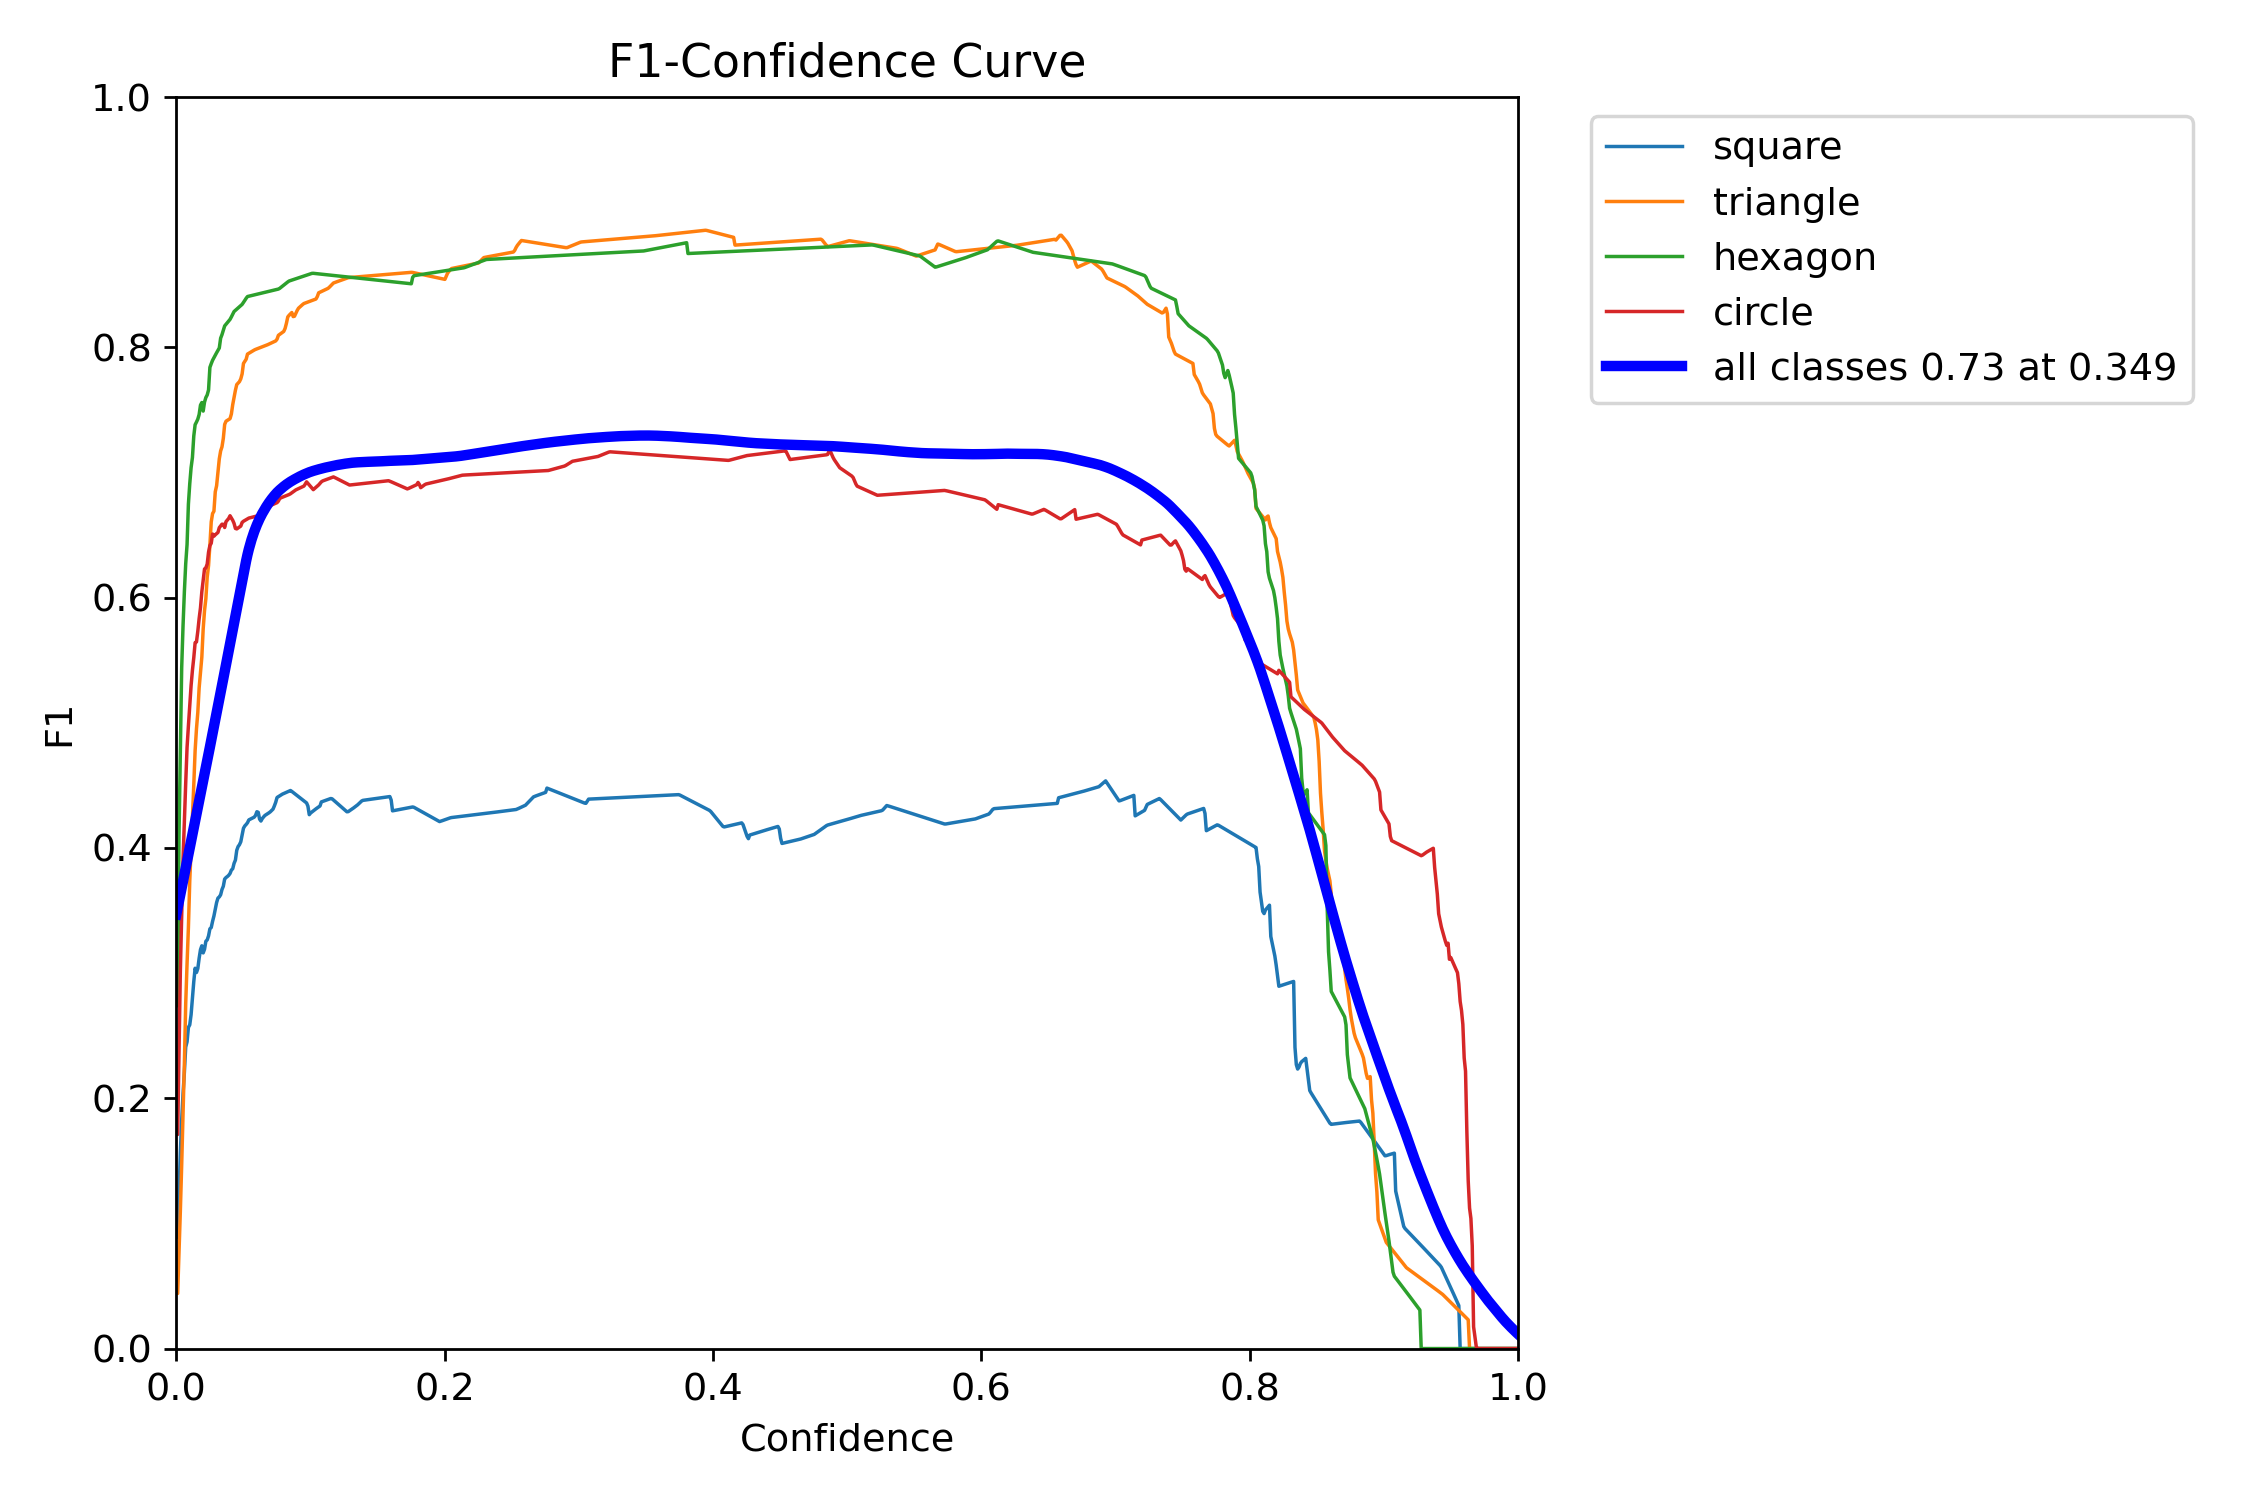 F1-Confidence Curve
1.0
0.8
0.6
0.4
0.2
0.0
F1
0.0 0.2 0.4 0.6 0.8 1.0
Confidence
square
triangle
hexagon
circle
all classes 0.73 at 0.349